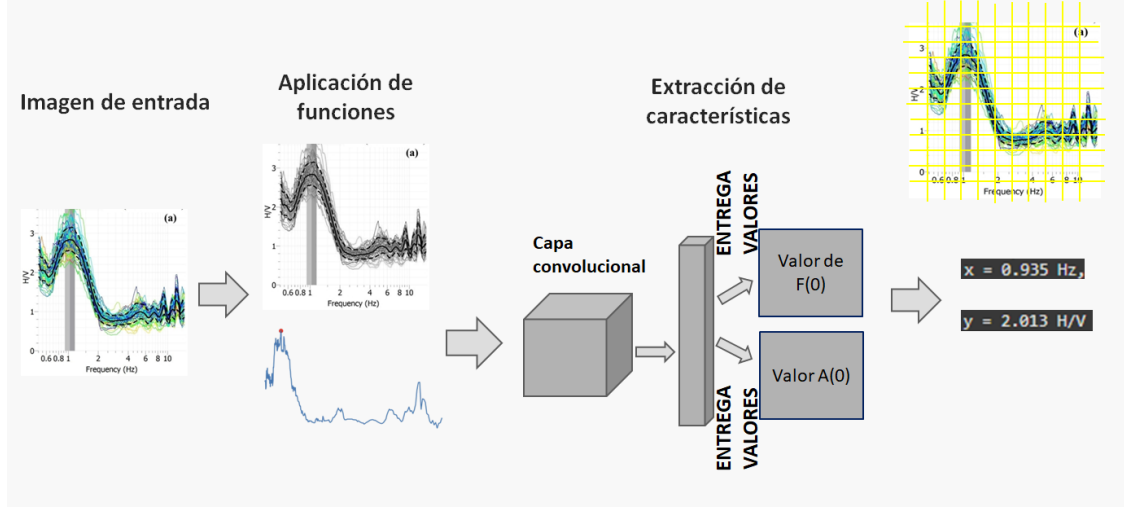 Imagen de entrada
(a)
3
2
1
0
H/V
0.6 0.8 1 2 4 6 8 10
Frequency (Hz)
Aplicación de
funciones
(a)
3
2
1
0
H/V
0.6 0.8 1 2 4 6 8 10
Frequency (Hz)
Capa
convolucional
Extracción de
características
ENTREGA
VALORES
Valor de
F(0)
ENTREGA
VALORES
Valor A(0)
(a)
3
2
1
0
H/V
0.6 0.8 1 2 4 6 8 10
Frequency (Hz)
x = 0.935 Hz,
y = 2.013 H/V